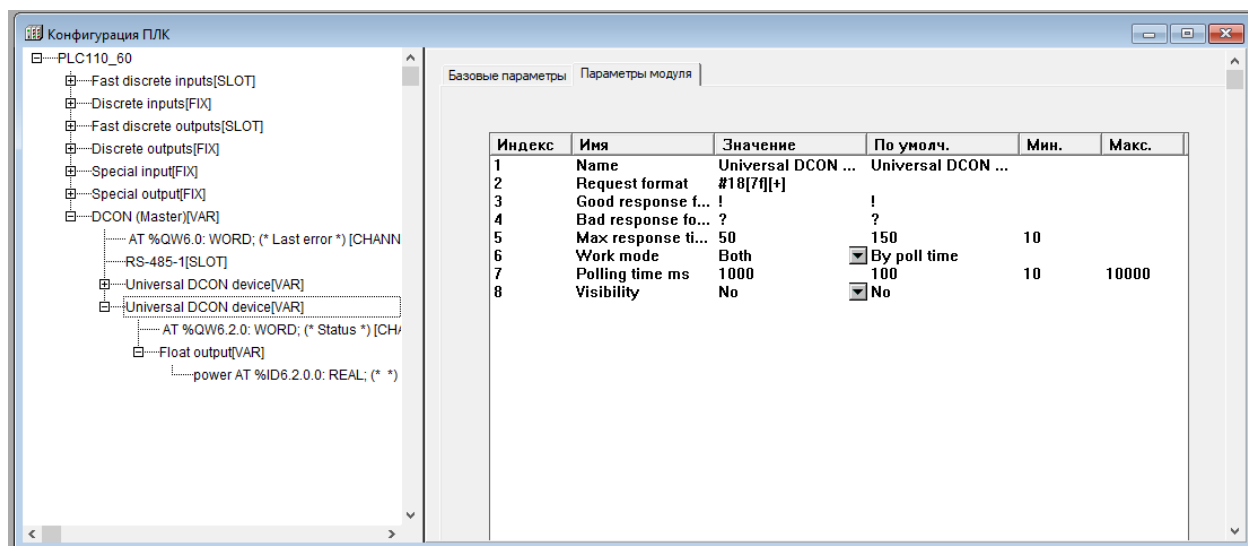 Конфигурация ПЛК
PLC110_60
Fast discrete inputs[SLOT]
Discrete inputs[FIX]
Fast discrete outputs[SLOT]
Discrete outputs[FIX]
Special input[FIX]
Special output[FIX]
DCON (Master)[VAR]
AT %QW6.0: WORD; (* Last error *) [CHANN
RS-485-1[SLOT]
Universal DCON device[VAR]
Universal DCON device[VAR]
AT %QW6.2.0: WORD; (* Status *) [CHA
Float output[VAR]
power AT %ID6.2.0.0: REAL; (* *)
Базовые параметры Параметры модуля
Индекс Имя Значение По умолч. Мин. Макс.
1 Name Universal DCON ... Universal DCON ...
2 Request format #18[7f][+]
3 Good response f... ! !
4 Bad response fo... ? ?
5 Max response ti... 50 150 10
6 Work mode Both By poll time
7 Polling time ms 1000 100 10 10000
8 Visibility No No